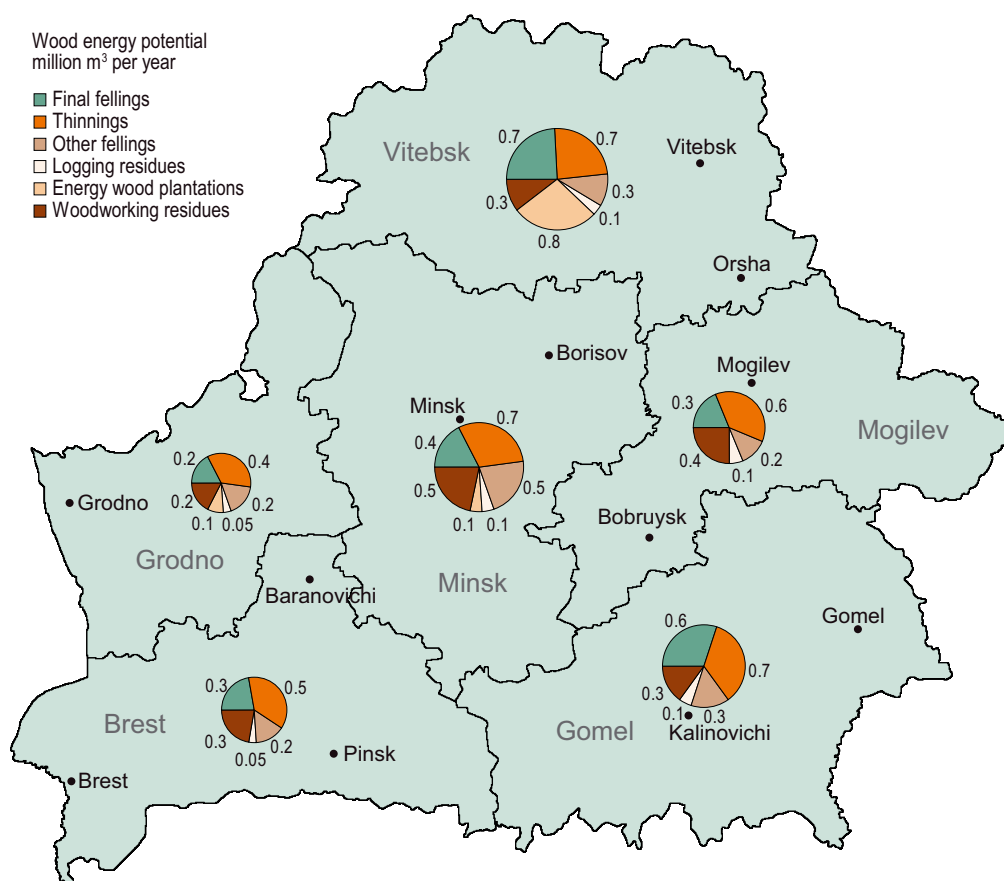 Wood energy potential
million m³ per year
Final fellings
Thinnings
Other fellings
Logging residues
Energy wood plantations
Woodworking residues
Vitebsk
0.7
0.7
0.3
0.1
0.8
0.3
Vitebsk
Orsha
Borisov
Minsk
0.4
0.7
0.5
0.1
0.1
0.5
Minsk
Mogilev
0.3
0.6
0.2
0.1
0.4
Mogilev
Bobruysk
Grodno
0.2
0.4
0.2
0.05
0.1
0.2
Grodno
Baranovichi
Brest
0.3
0.5
0.2
0.05
0.3
Pinsk
Brest
Gomel
0.6
0.7
0.3
0.1
0.3
Kalinovichi
Gomel